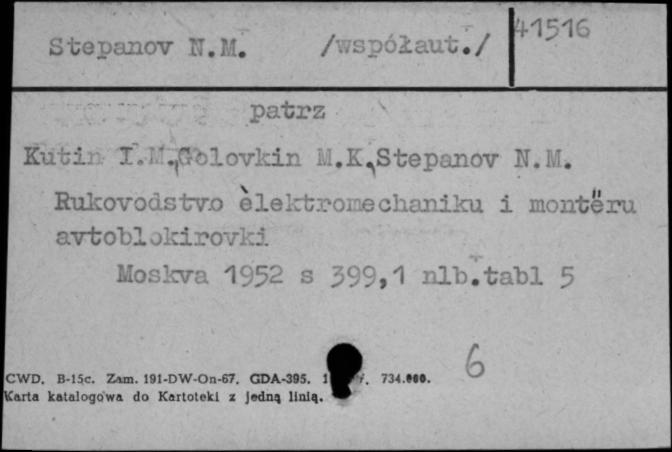 Stepanov N.M. /współaut./ 41516
patrz
Kutin I.M., Golovkin M.K., Stepanov N.M.
Rukovodstvo èlektromechaniku i montëru
avtoblokirovki
Moskva 1952 s 399,1 nlb.tabl 5
6
CWD. B-15c. Zam. 191-DW-On-67. GDA-395. 734.000.
Karta katalogowa do Kartoteki z jedną linią.